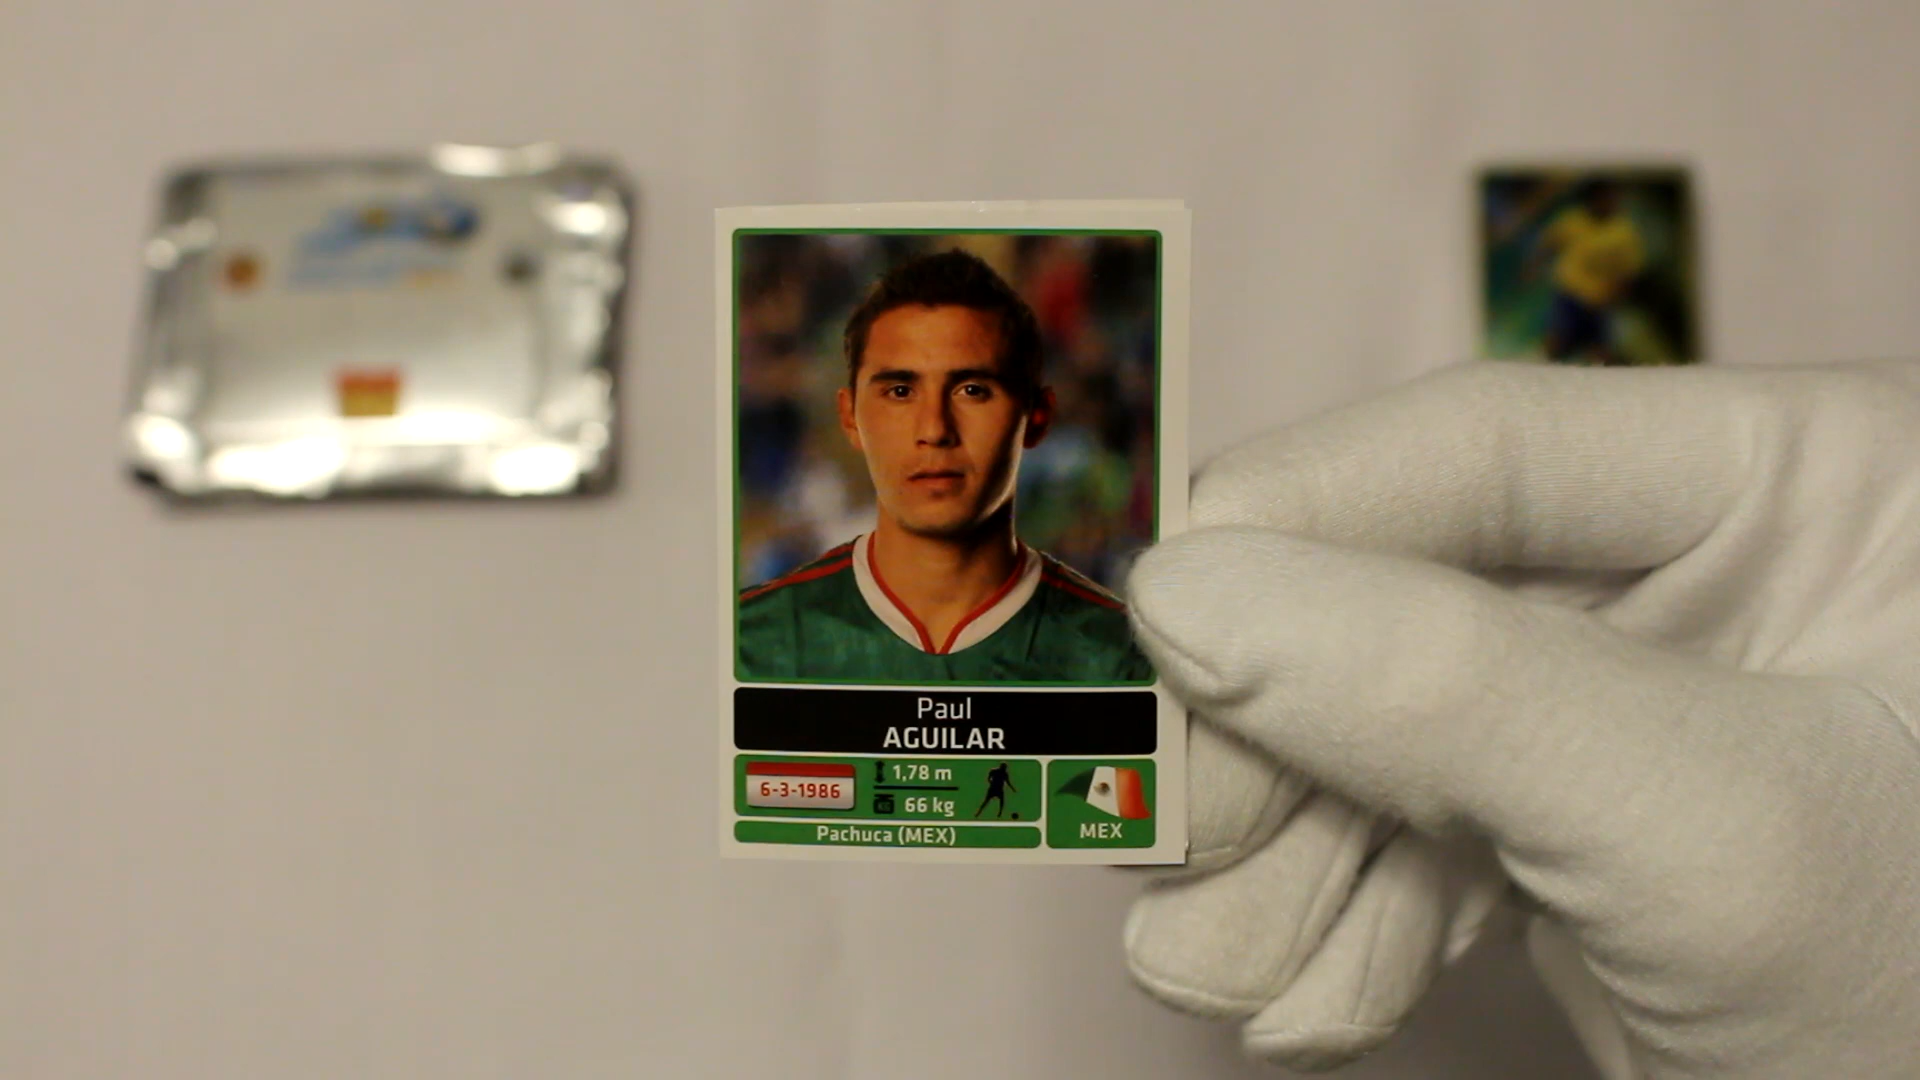 Paul
AGUILAR
6-3-1986
1,78 m
66 kg
Pachuca (MEX)
MEX